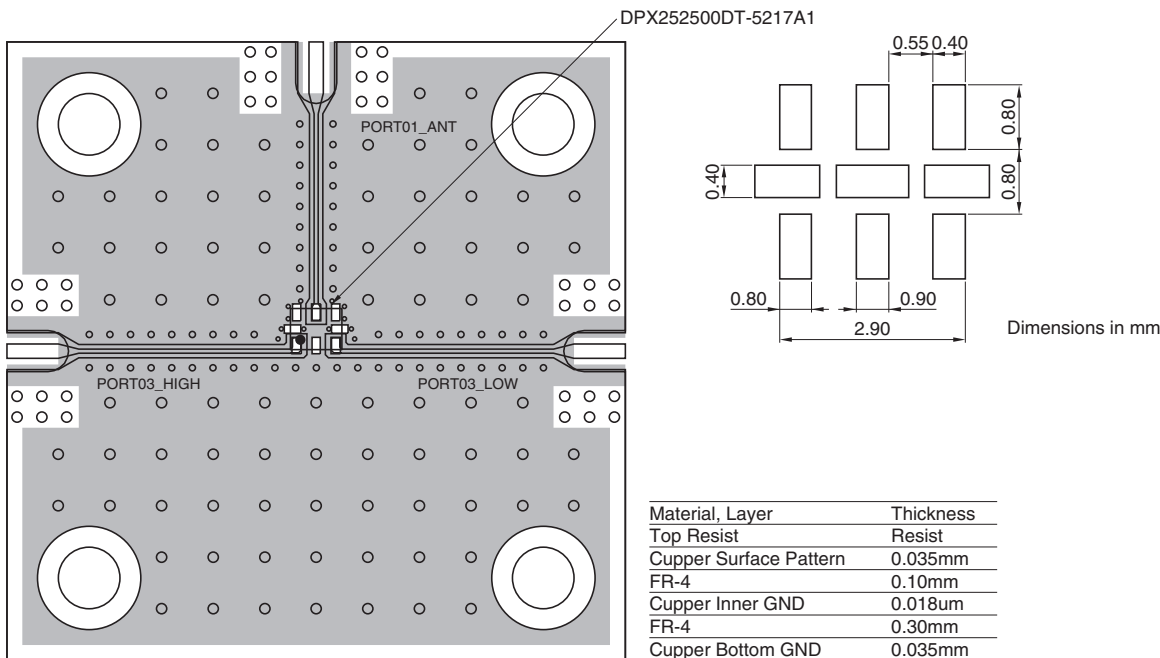 DPX252500DT-5217A1
PORT01_ANT
PORT03_HIGH
PORT03_LOW
0.55 0.40
0.80
0.40
0.80
0.80
0.90
2.90
Dimensions in mm
Material, Layer Thickness
Top Resist Resist
Cupper Surface Pattern 0.035mm
FR-4 0.10mm
Cupper Inner GND 0.018um
FR-4 0.30mm
Cupper Bottom GND 0.035mm